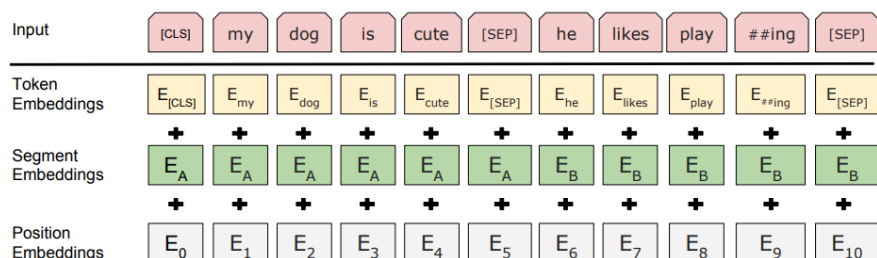 Input [CLS] my dog is cute [SEP] he likes play ##ing [SEP]
Token Embeddings E[CLS] Emy Edog Eis Ecute E[SEP] Ehe Elikes Eplay E##ing E[SEP]
+ + + + + + + + + + +
Segment Embeddings EA EA EA EA EA EA EB EB EB EB EB
+ + + + + + + + + + +
Position Embeddings E0 E1 E2 E3 E4 E5 E6 E7 E8 E9 E10